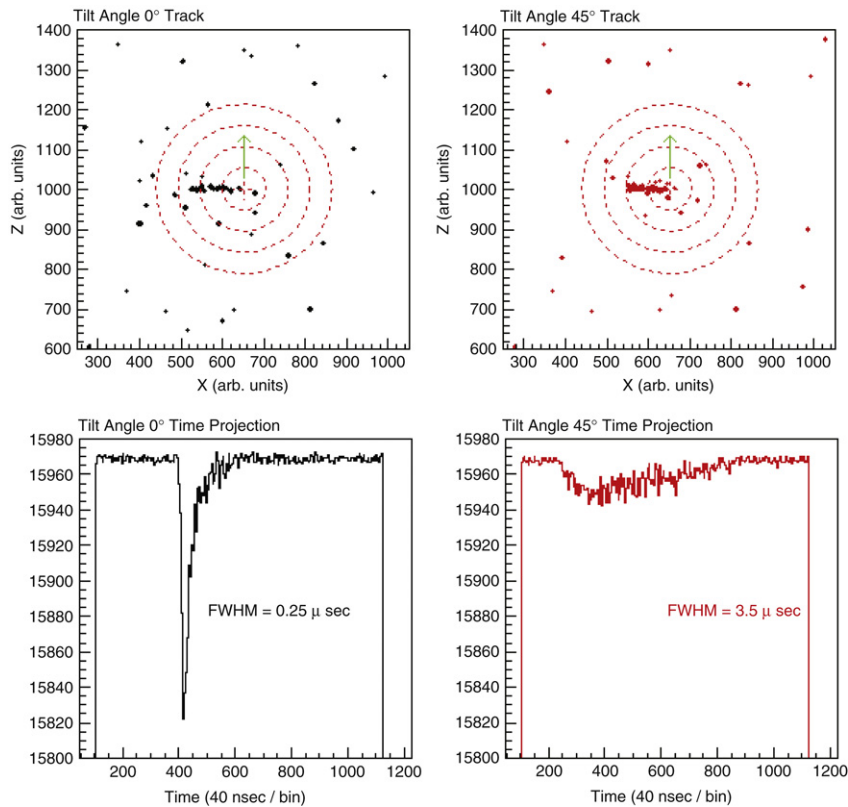 Tilt Angle 0° Track
1400
1300
1200
1100
1000
900
800
700
600
Z (arb. units)
300 400 500 600 700 800 900 1000
X (arb. units)
Tilt Angle 45° Track
1400
1300
1200
1100
1000
900
800
700
600
Z (arb. units)
300 400 500 600 700 800 900 1000
X (arb. units)
Tilt Angle 0° Time Projection
15980
15960
15940
15920
15900
15880
15860
15840
15820
15800
FWHM = 0.25 μ sec
200 400 600 800 1000 1200
Time (40 nsec / bin)
Tilt Angle 45° Time Projection
15980
15960
15940
15920
15900
15880
15860
15840
15820
15800
FWHM = 3.5 μ sec
200 400 600 800 1000 1200
Time (40 nsec / bin)